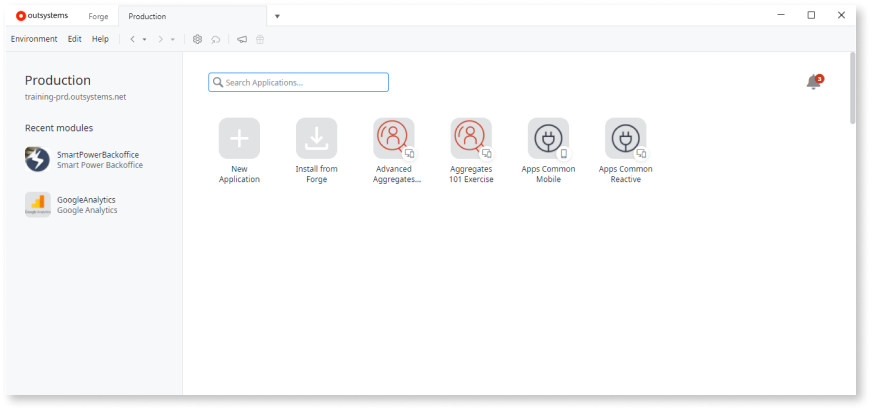 outsystems
Forge
Production
Environment Edit Help
Production
training-prd.outsystems.net
Recent modules
SmartPowerBackoffice
Smart Power Backoffice
GoogleAnalytics
Google Analytics
Search Applications...
3
New
Application
Install from
Forge
Advanced
Aggregates...
Aggregates
101 Exercise
Apps Common
Mobile
Apps Common
Reactive